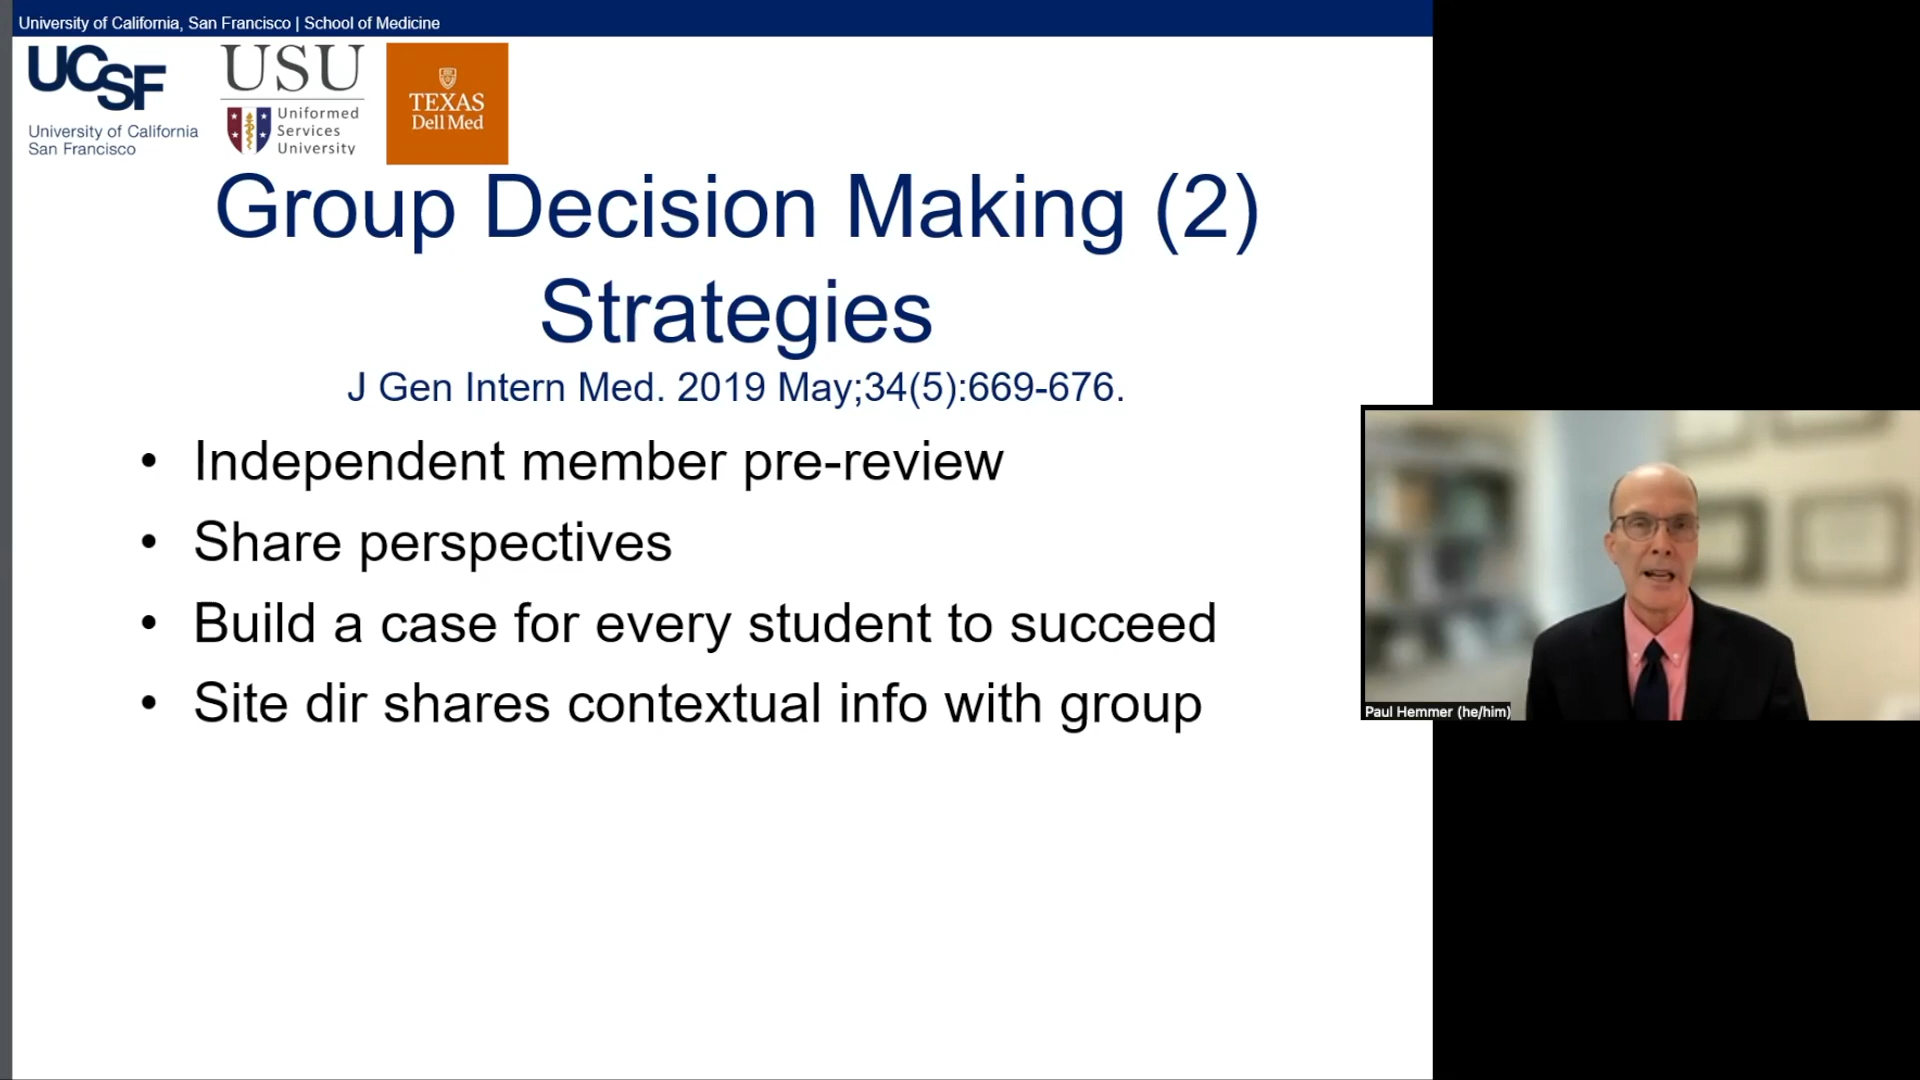 University of California, San Francisco | School of Medicine
UCSF
University of California
San Francisco
USU
Uniformed
Services
University
TEXAS
Dell Med
Group Decision Making (2)
Strategies
J Gen Intern Med. 2019 May;34(5):669-676.
• Independent member pre-review
• Share perspectives
• Build a case for every student to succeed
• Site dir shares contextual info with group
Paul Hemmer (he/him)